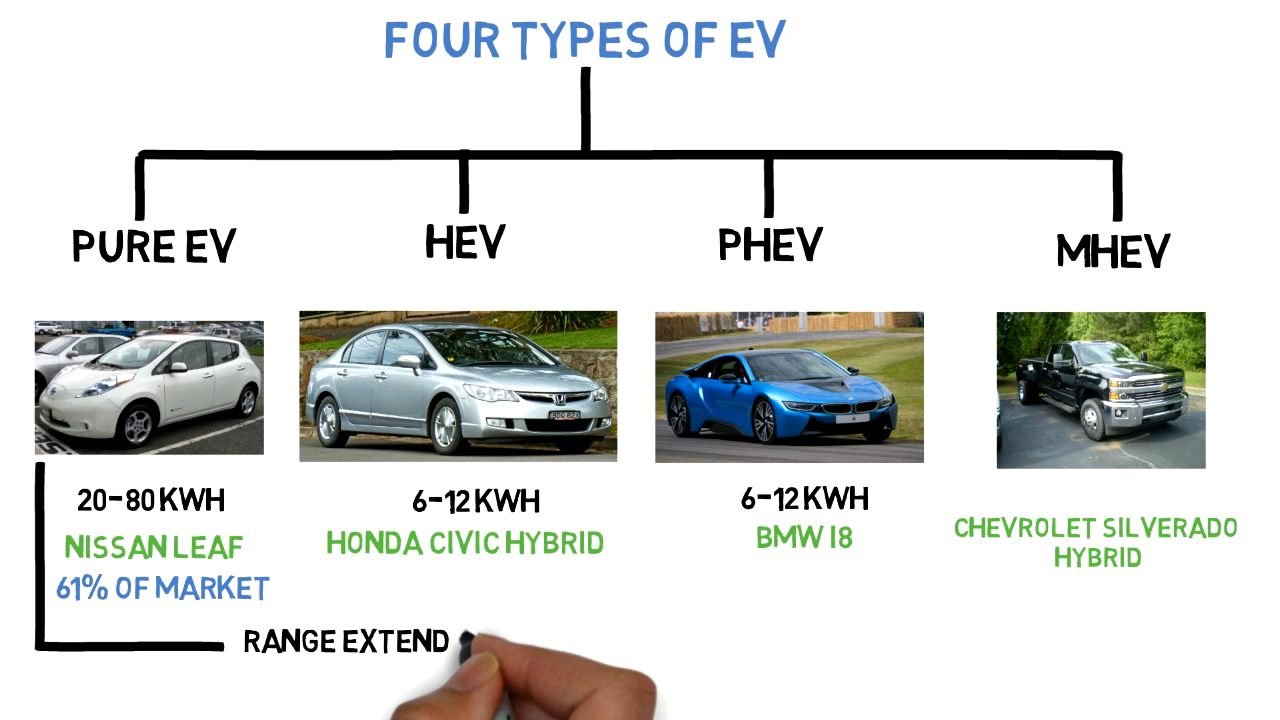 FOUR TYPES OF EV
PURE EV
HEV
PHEV
MHEV
20-80 KWH
NISSAN LEAF
61% OF MARKET
6-12 KWH
HONDA CIVIC HYBRID
6-12 KWH
BMW I8
CHEVROLET SILVERADO
HYBRID
RANGE EXTEND